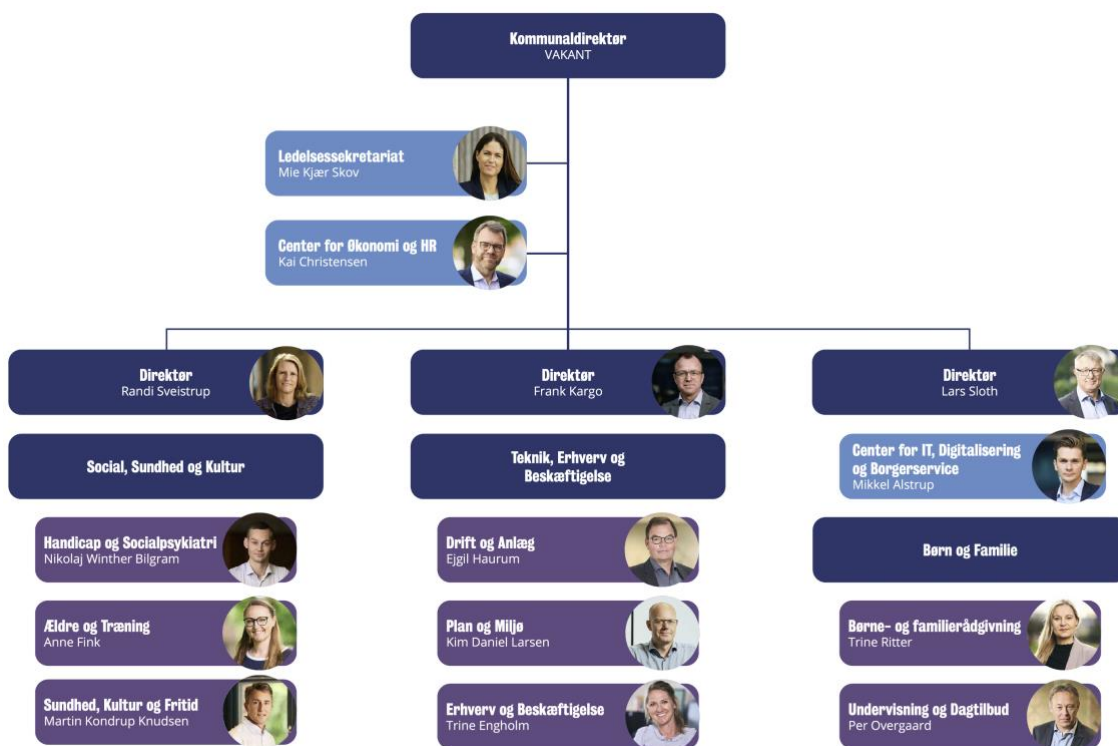 Kommunaldirektør
VAKANT
Ledelsessekretariat
Mie Kjær Skov
Center for Økonomi og HR
Kai Christensen
Direktør
Randi Sveistrup
Direktør
Frank Kargo
Direktør
Lars Sloth
Social, Sundhed og Kultur
Teknik, Erhverv og
Beskæftigelse
Center for IT, Digitalisering
og Borgerservice
Mikkel Alstrup
Handicap og Socialpsykiatri
Nikolaj Winther Bilgram
Drift og Anlæg
Ejgil Haurum
Børn og Familie
Ældre og Træning
Anne Fink
Plan og Miljø
Kim Daniel Larsen
Børne- og familierådgivning
Trine Ritter
Sundhed, Kultur og Fritid
Martin Kondrup Knudsen
Erhverv og Beskæftigelse
Trine Engholm
Undervisning og Dagtilbud
Per Overgaard